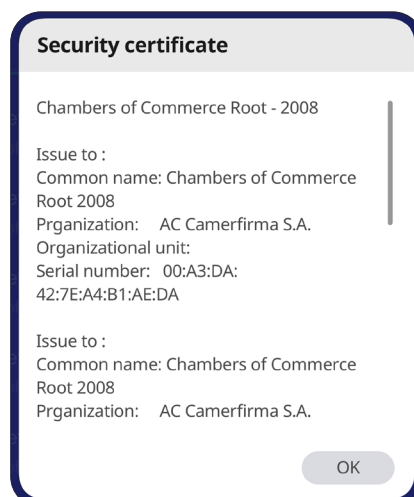 Security certificate
Chambers of Commerce Root - 2008
Issue to :
Common name: Chambers of Commerce
Root 2008
Prganization: AC Camerfirma S.A.
Organizational unit:
Serial number: 00:A3:DA:
42:7E:A4:B1:AE:DA
Issue to :
Common name: Chambers of Commerce
Root 2008
Prganization: AC Camerfirma S.A.
OK